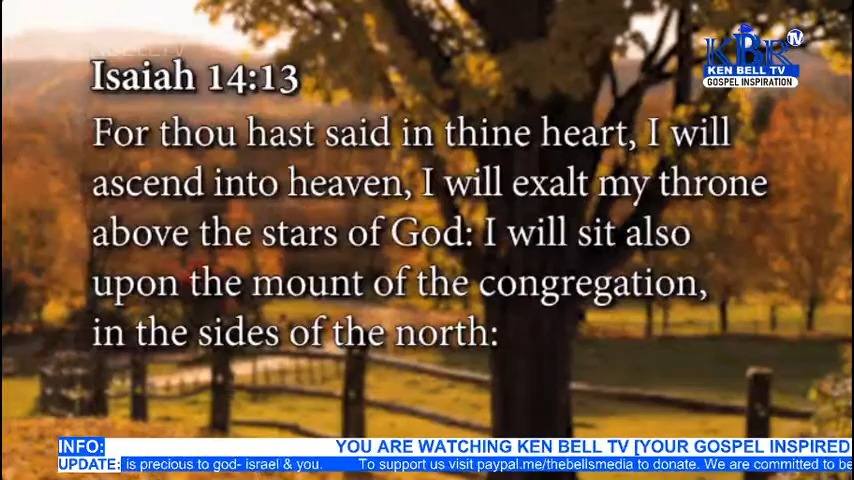 KBR TV
KEN BELL TV
GOSPEL INSPIRATION
Isaiah 14:13
For thou hast said in thine heart, I will
ascend into heaven, I will exalt my throne
above the stars of God: I will sit also
upon the mount of the congregation,
in the sides of the north:
INFO: YOU ARE WATCHING KEN BELL TV [YOUR GOSPEL INSPIRED
UPDATE: is precious to god- israel & you. To support us visit paypal.me/thebellsmedia to donate. We are committed to be